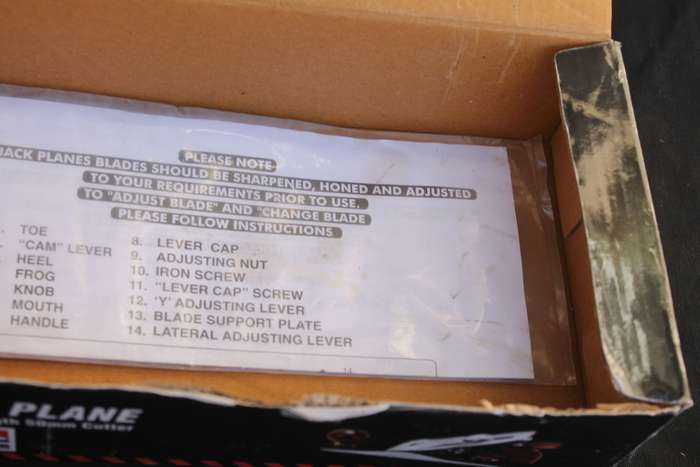 PLEASE NOTE
JACK PLANES BLADES SHOULD BE SHARPENED, HONED AND ADJUSTED
TO YOUR REQUIREMENTS PRIOR TO USE.
TO "ADJUST BLADE" AND "CHANGE BLADE
PLEASE FOLLOW INSTRUCTIONS
TOE
"CAM" LEVER
HEEL
FROG
KNOB
MOUTH
HANDLE
8. LEVER CAP
9. ADJUSTING NUT
10. IRON SCREW
11. "LEVER CAP" SCREW
12. 'Y' ADJUSTING LEVER
13. BLADE SUPPORT PLATE
14. LATERAL ADJUSTING LEVER
14
PLANE
50mm Cutter